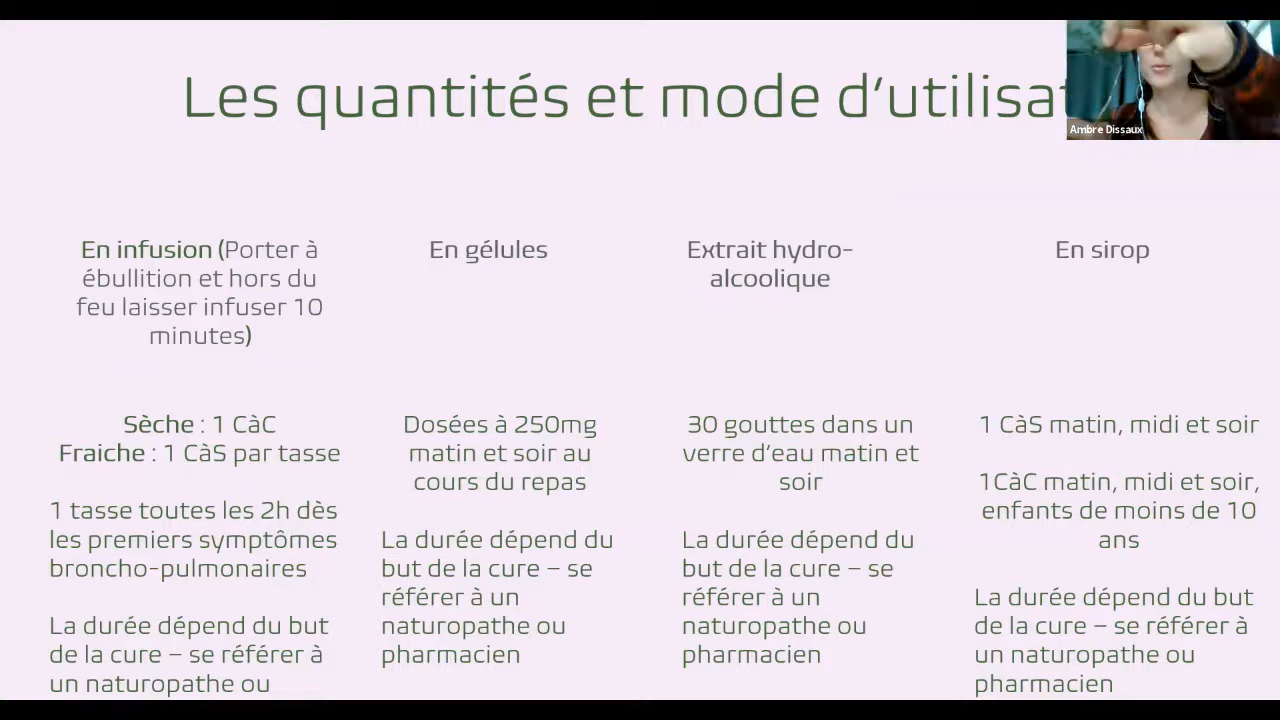 Les quantités et mode d’utilisat
Ambre Dissaux
En infusion (Porter à
ébullition et hors du
feu laisser infuser 10
minutes)
En gélules
Extrait hydro-
alcoolique
En sirop
Sèche : 1 CàC
Fraiche : 1 CàS par tasse
1 tasse toutes les 2h dès
les premiers symptômes
broncho-pulmonaires
La durée dépend du but
de la cure – se référer à
un naturopathe ou
Dosées à 250mg
matin et soir au
cours du repas
La durée dépend du
but de la cure – se
référer à un
naturopathe ou
pharmacien
30 gouttes dans un
verre d’eau matin et
soir
La durée dépend du
but de la cure – se
référer à un
naturopathe ou
pharmacien
1 CàS matin, midi et soir
1CàC matin, midi et soir,
enfants de moins de 10
ans
La durée dépend du but
de la cure – se référer à
un naturopathe ou
pharmacien